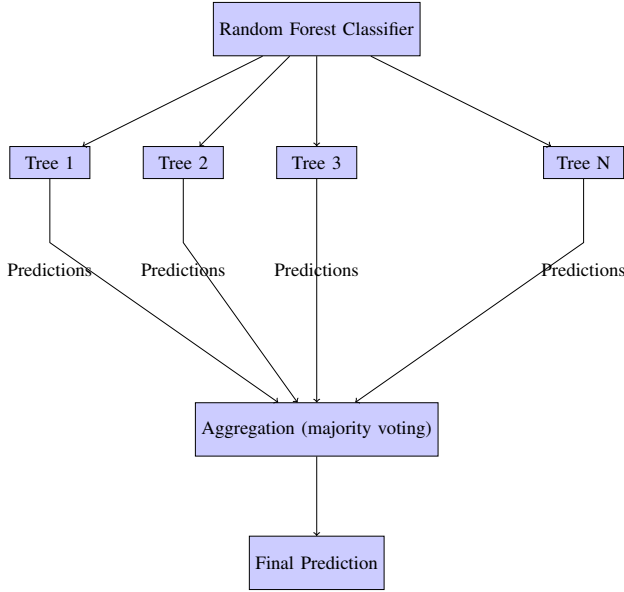 Random Forest Classifier
Tree 1
Tree 2
Tree 3
Tree N
Predictions
Predictions
Predictions
Predictions
Aggregation (majority voting)
Final Prediction